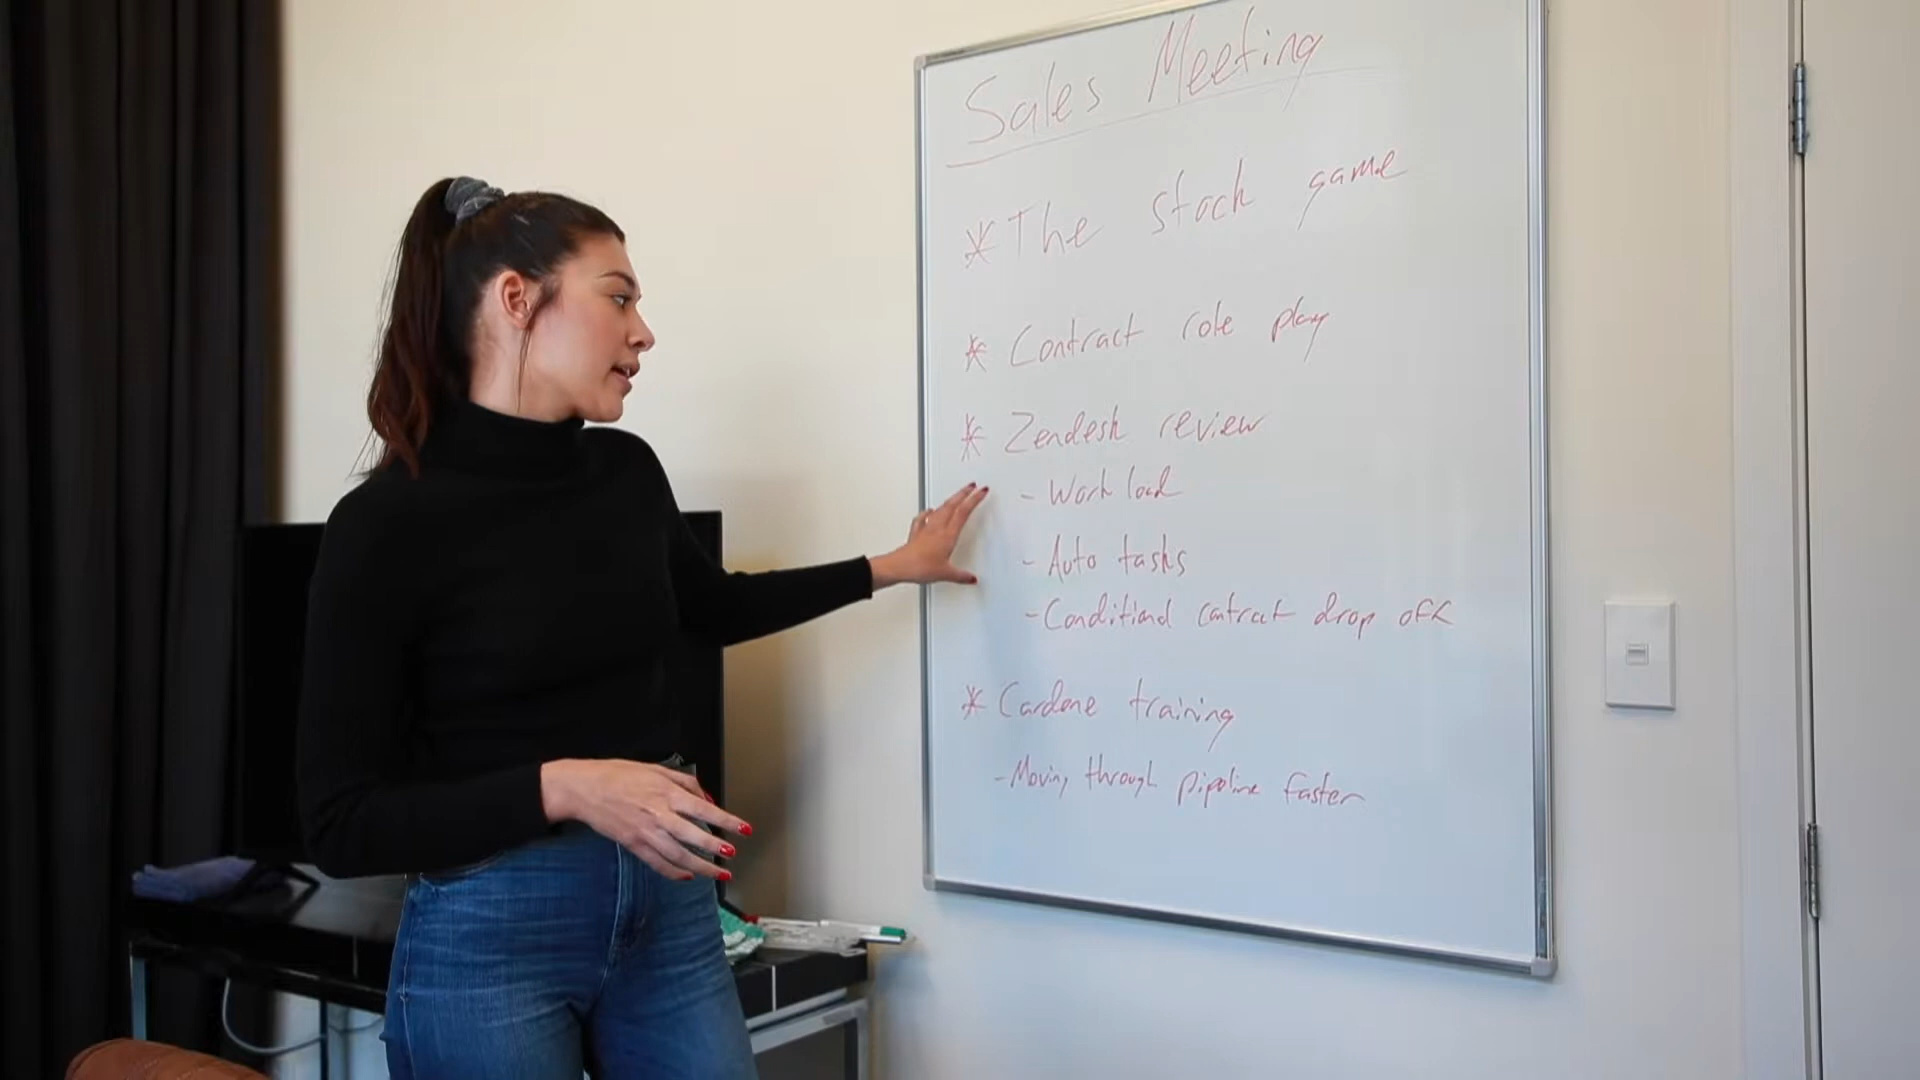 Sales Meeting
* The stock game
* Contract role play
* Zendesk review
- Work load
- Auto tasks
- Conditional contract drop off
* Cardone training
- Moving through pipeline faster